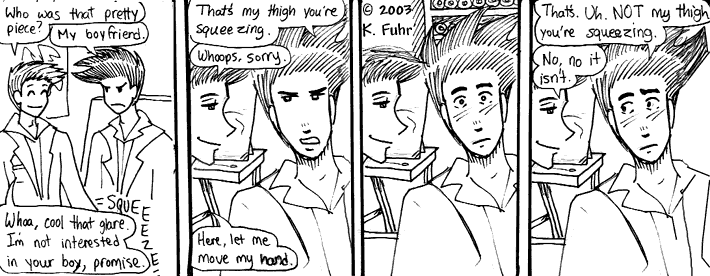 Who was that pretty
piece?
My boyfriend.
Whoa, cool that glare.
I'm not interested
in your boy, promise.
= SQUEEEZE
That's my thigh you're
squeezing.
Whoops, sorry.
Here, let me
move my hand.
© 2003
K. Fuhr
That's. Uh. NOT my thigh
you're squeezing.
No, no it
isn't.